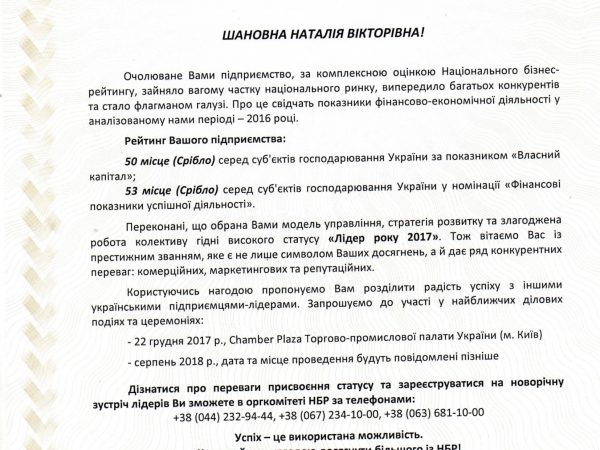 ШАНОВНА НАТАЛІЯ ВІКТОРІВНА!
Очолюване Вами підприємство, за комплексною оцінкою Національного бізнес-
рейтингу, зайняло вагому частку національного ринку, випередило багатьох конкурентів
та стало флагманом галузі. Про це свідчать показники фінансово-економічної діяльності у
аналізованому нами періоді – 2016 році.
Рейтинг Вашого підприємства:
50 місце (Срібло) серед суб'єктів господарювання України за показником «Власний
капітал»;
53 місце (Срібло) серед суб'єктів господарювання України у номінації «Фінансові
показники успішної діяльності».
Переконані, що обрана Вами модель управління, стратегія розвитку та злагоджена
робота колективу гідні високого статусу «Лідер року 2017». Тож вітаємо Вас із
престижним званням, яке є не лише символом Ваших досягнень, а й дає ряд конкурентних
переваг: комерційних, маркетингових та репутаційних.
Користуючись нагодою пропонуємо Вам розділити радість успіху з іншими
українськими підприємцями-лідерами. Запрошуємо до участі у найближчих ділових
подіях та церемоніях:
- 22 грудня 2017 р., Chamber Plaza Торгово-промислової палати України (м. Київ)
- серпень 2018 р., дата та місце проведення будуть повідомлені пізніше
Дізнатися про переваги присвоєння статусу та зареєструватися на новорічну
зустріч лідерів Ви зможете в оргкомітеті НБР за телефонами:
+38 (044) 232-94-44, +38 (067) 234-10-00, +38 (063) 681-10-00
Успіх – це використана можливість.
більшого із НБР!